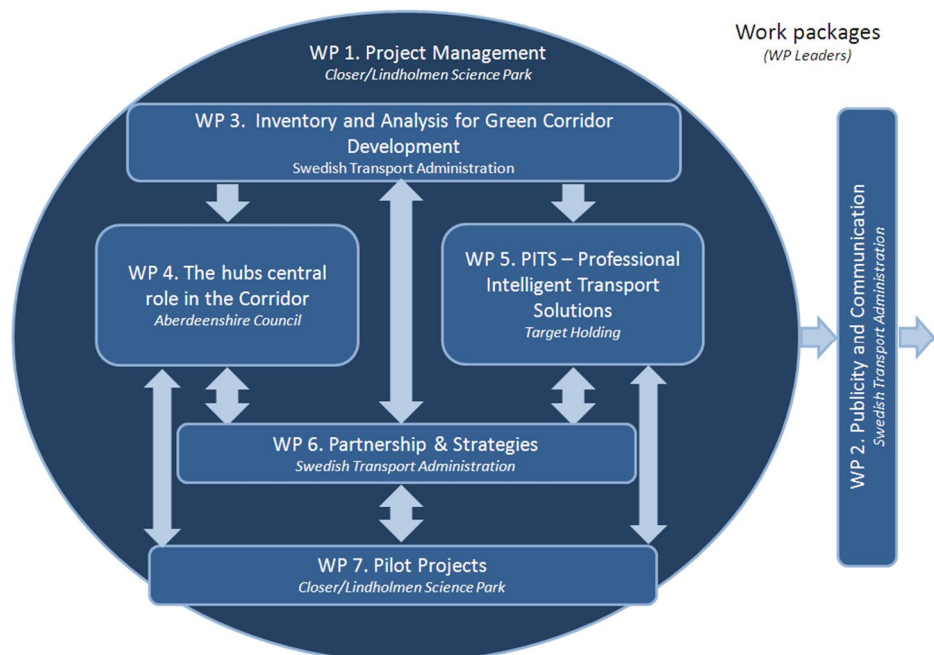 WP 1. Project Management
Closer/Lindholmen Science Park
Work packages
(WP Leaders)
WP 3.  Inventory and Analysis for Green Corridor
Development
Swedish Transport Administration
WP 4. The hubs central
role in the Corridor
Aberdeenshire Council
WP 5. PITS – Professional
Intelligent Transport
Solutions
Target Holding
WP 6. Partnership & Strategies
Swedish Transport Administration
WP 7. Pilot Projects
Closer/Lindholmen Science Park
WP 2. Publicity and Communication
Swedish Transport Administration